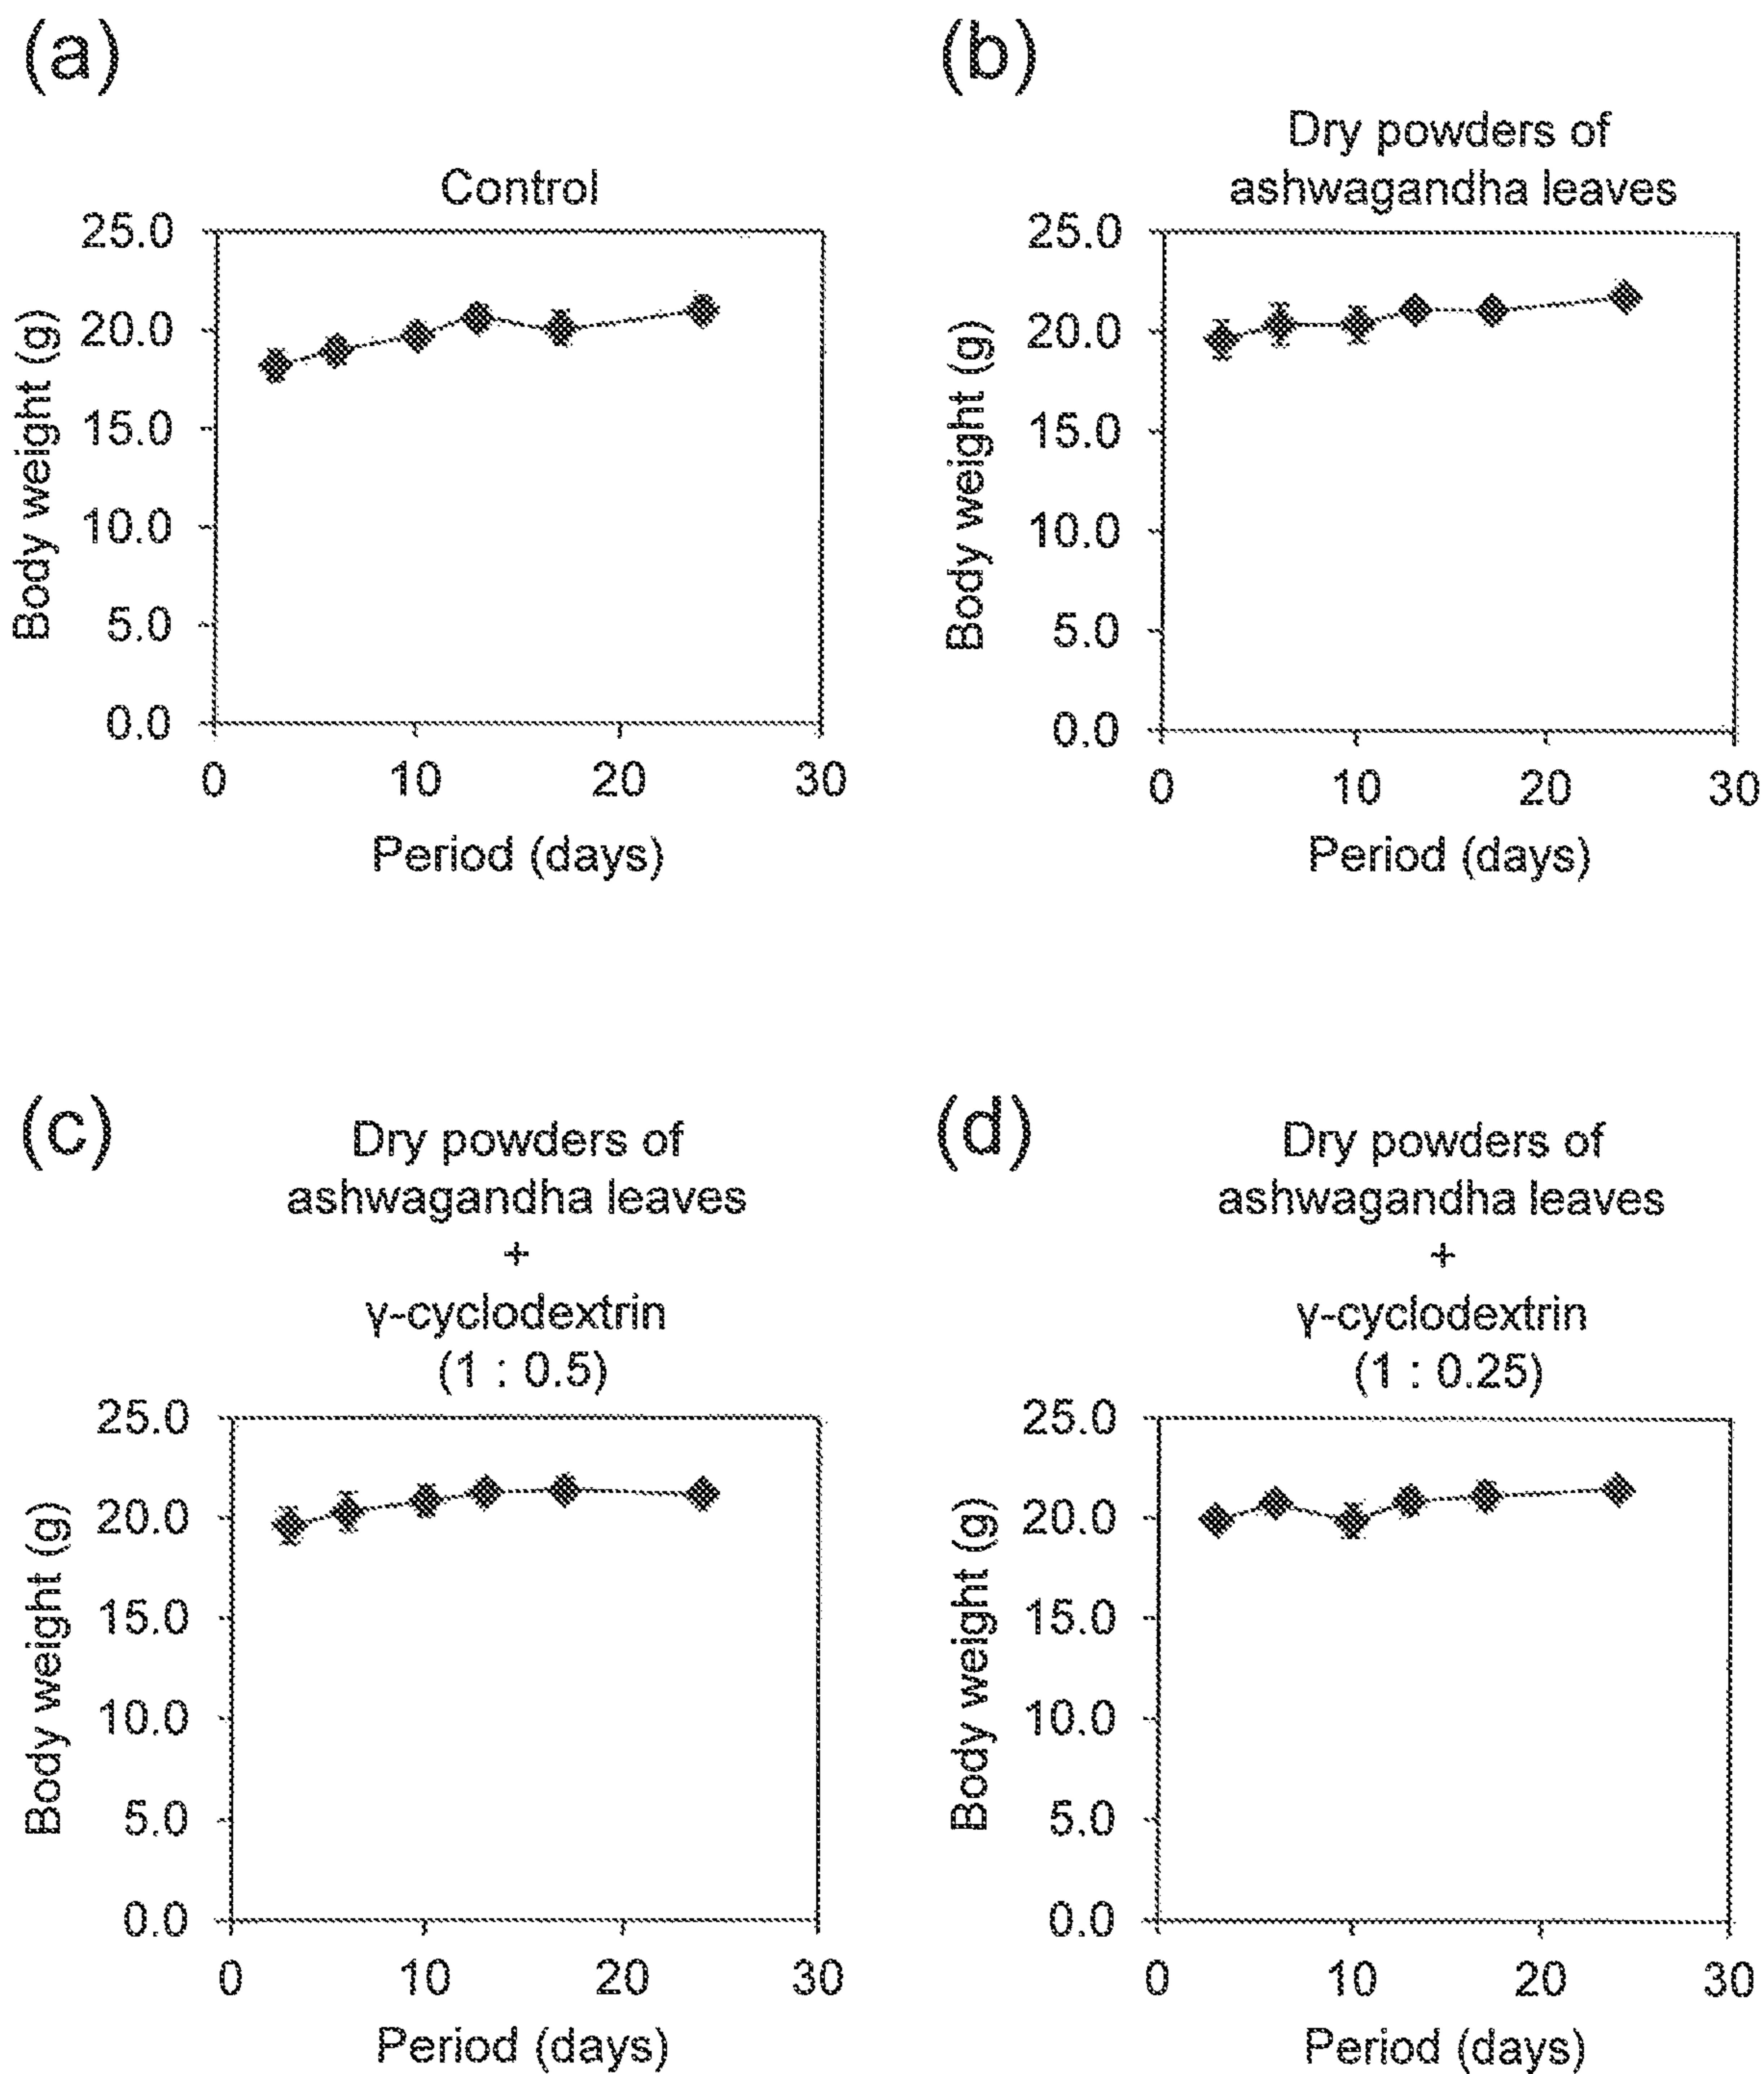 (a)
Control
25.0
20.0
15.0
10.0
5.0
0.0
Body weight (g)
0 10 20 30
Period (days)
(b)
Dry powders of
ashwagandha leaves
25.0
20.0
15.0
10.0
5.0
0.0
Body weight (g)
0 10 20 30
Period (days)
(c)
Dry powders of
ashwagandha leaves
+
γ-cyclodextrin
(1 : 0.5)
25.0
20.0
15.0
10.0
5.0
0.0
Body weight (g)
0 10 20 30
Period (days)
(d)
Dry powders of
ashwagandha leaves
+
γ-cyclodextrin
(1 : 0.25)
25.0
20.0
15.0
10.0
5.0
0.0
Body weight (g)
0 10 20 30
Period (days)